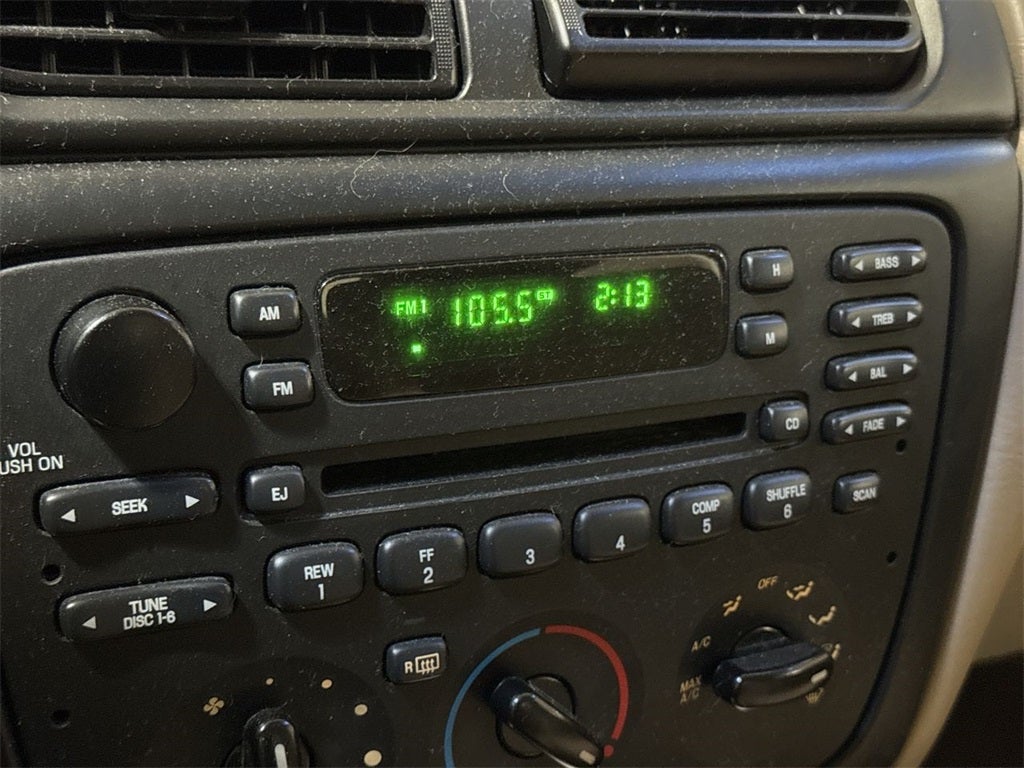 AM
FM1 105.5 ST 2:13
H
BASS
FM
M
TREB
BAL
VOL
USH ON
CD
FADE
SEEK
EJ
REW
1
FF
2
3
4
COMP
5
SHUFFLE
6
SCAN
TUNE
DISC 1-6
R
OFF
A/C
MAX
A/C